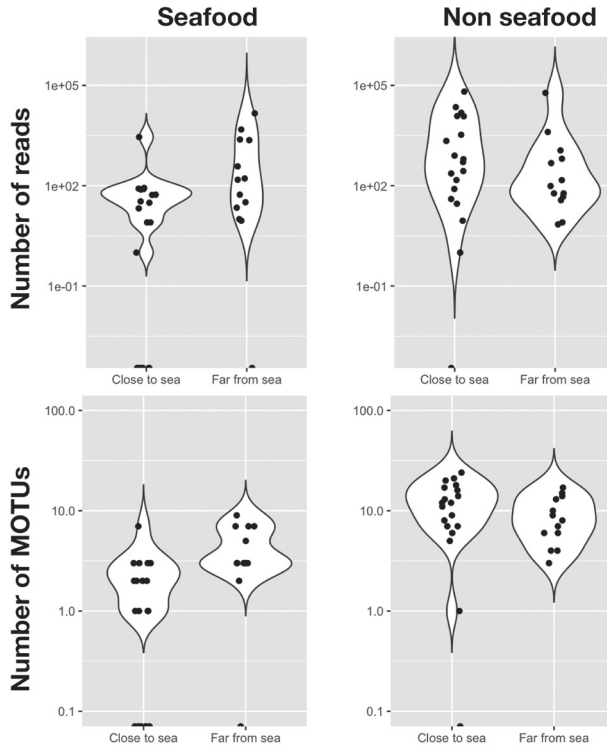 Seafood
Non seafood
Number of reads
1e+05
1e+02
1e-01
Close to sea
Far from sea
1e+05
1e+02
1e-01
Close to sea
Far from sea
Number of MOTUs
100.0
10.0
1.0
0.1
Close to sea
Far from sea
100.0
10.0
1.0
0.1
Close to sea
Far from sea